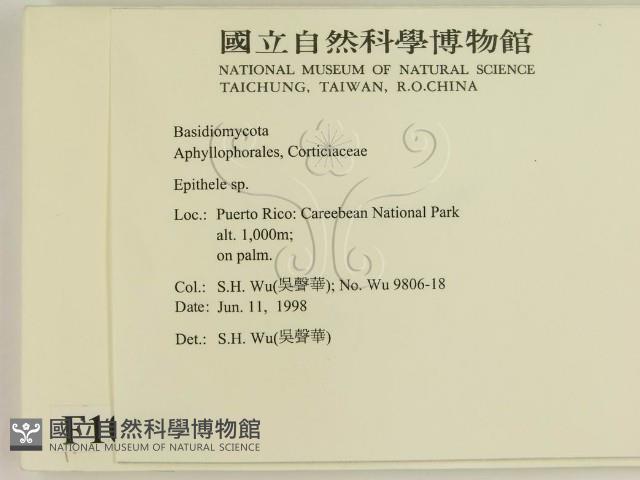 國立自然科學博物館
NATIONAL MUSEUM OF NATURAL SCIENCE
TAICHUNG, TAIWAN, R.O.CHINA
Basidiomycota
Aphyllophorales, Corticiaceae
Epithele sp.
Loc.: Puerto Rico: Careebean National Park
alt. 1,000m;
on palm.
Col.: S.H. Wu(吳聲華); No. Wu 9806-18
Date: Jun. 11, 1998
Det.: S.H. Wu(吳聲華)
國立自然科學博物館
NATIONAL MUSEUM OF NATURAL SCIENCE